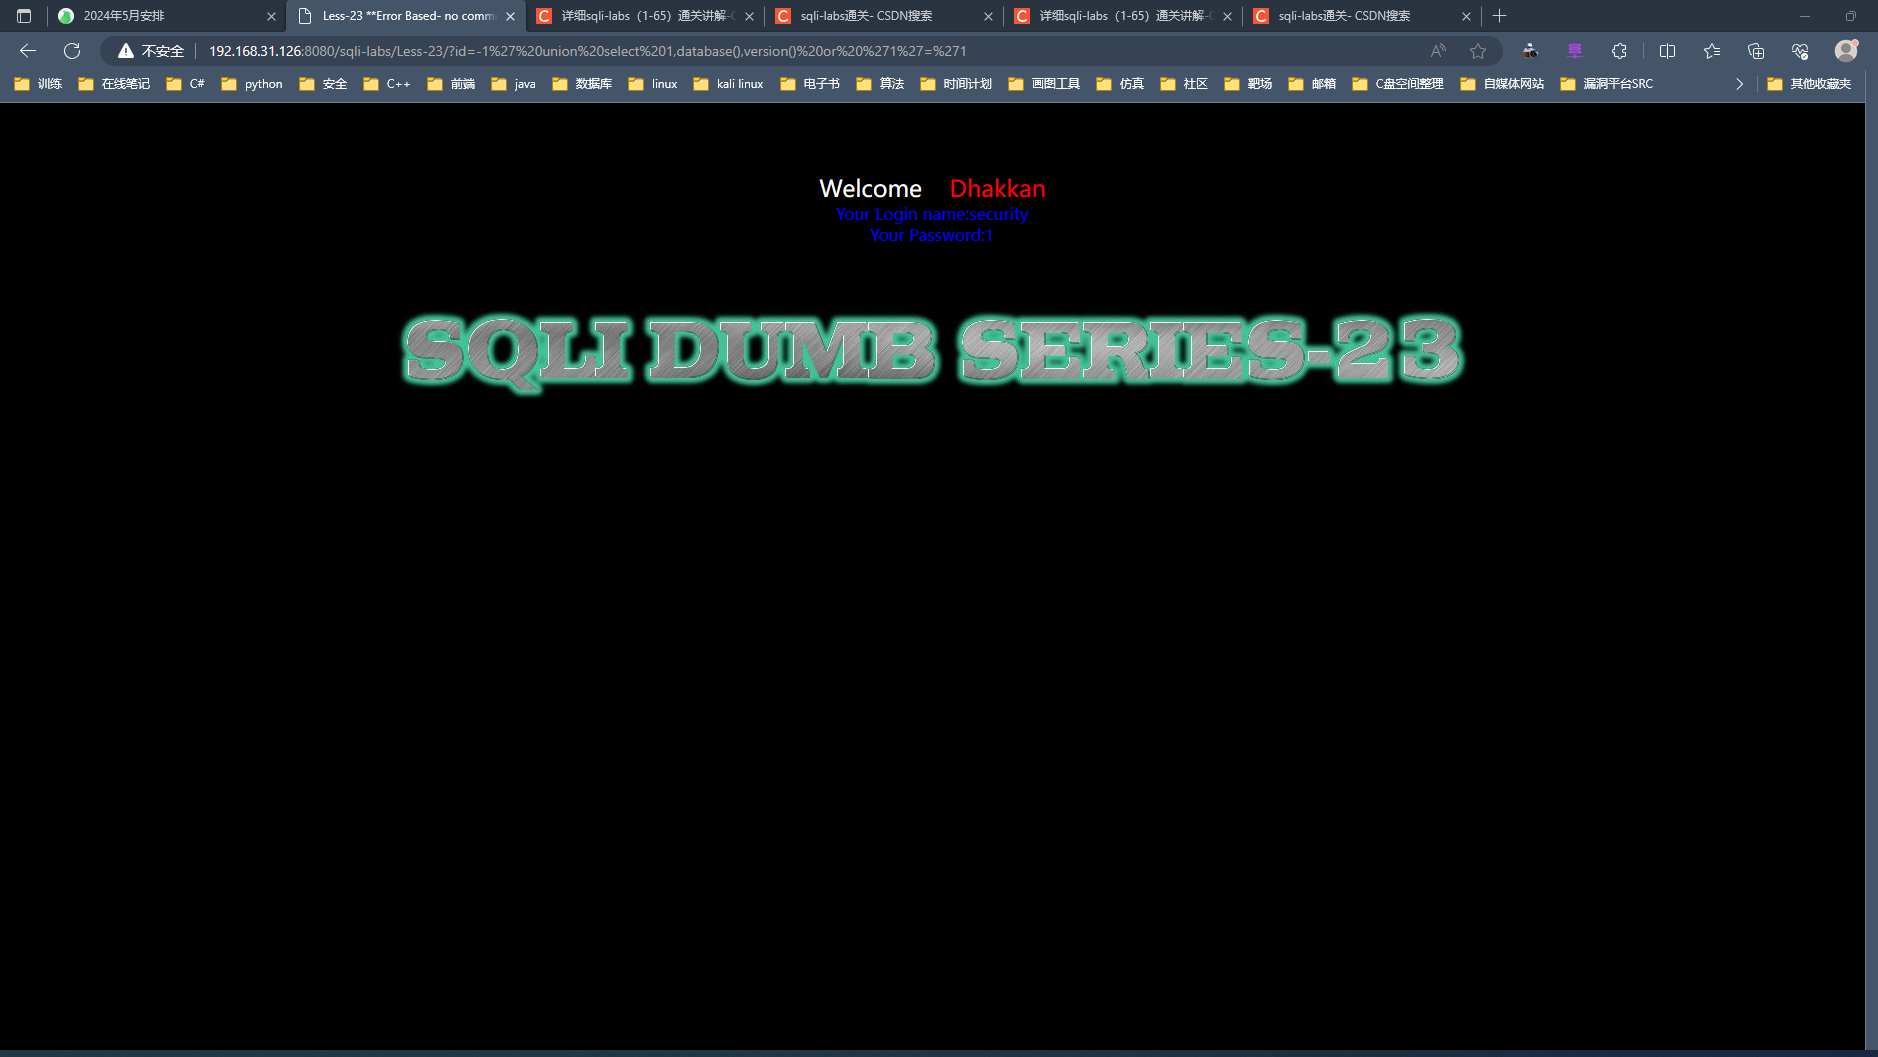 2024年5月安排
Less-23 **Error Based- no comm
详细sqli-labs（1-65）通关讲解-
sqli-labs通关- CSDN搜索
详细sqli-labs（1-65）通关讲解-
sqli-labs通关- CSDN搜索
不安全
192.168.31.126:8080/sqli-labs/Less-23/?id=-1%27%20union%20select%201,database(),version()%20or%20%271%27=%271
训练 在线笔记 C# python 安全 C++ 前端 java 数据库 linux kali linux 电子书 算法 时间计划 画图工具 仿真 社区 靶场 邮箱 C盘空间整理 自媒体网站 漏洞平台SRC 其他收藏夹
Welcome Dhakkan
Your Login name:security
Your Password:1
SQLI DUMB SERIES-23